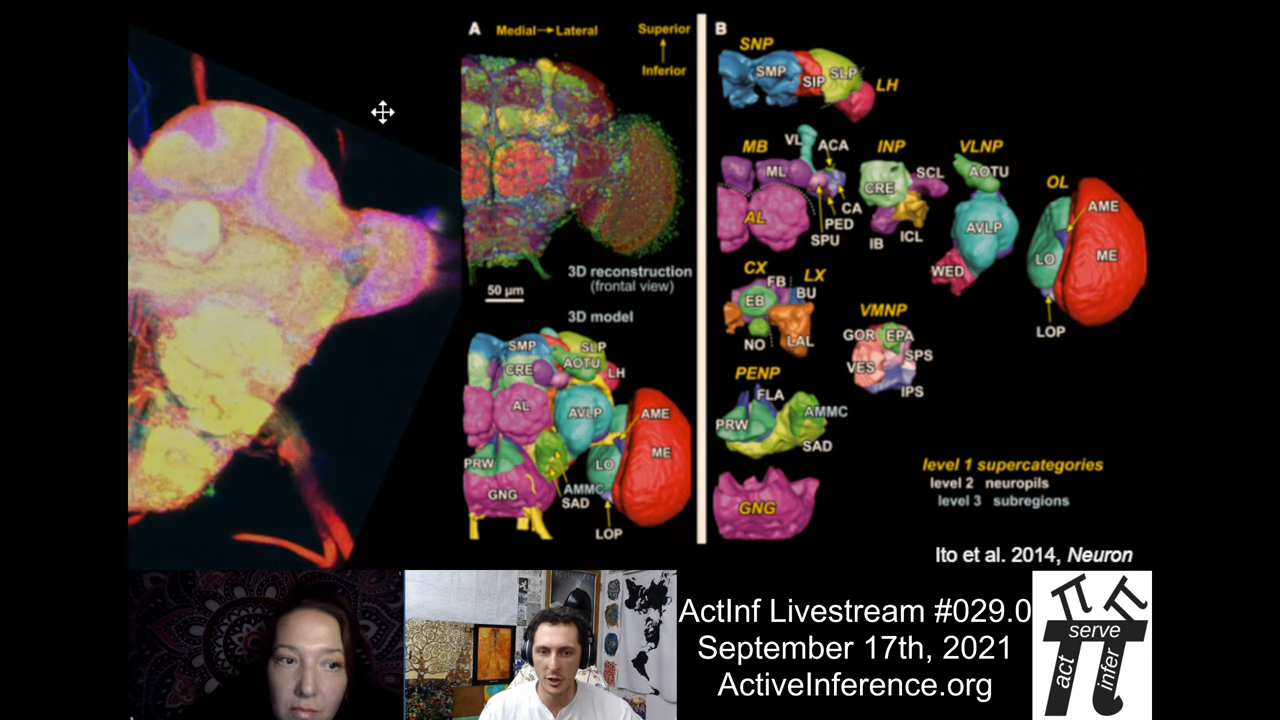 A
Medial → Lateral
Superior
Inferior
3D reconstruction
(frontal view)
50 µm
3D model
SMP
SLP
AOTU
CRE
LH
AL
AVLP
AME
ME
PRW
LO
GNG
AMMC
SAD
LOP
B
SNP
SMP
SIP
SLP
LH
MB
VL
ACA
INP
VLNP
ML
CRE
SCL
AOTU
OL
AL
CA
PED
SPU
IB
ICL
AVLP
WED
AME
LO
ME
LOP
CX
FB
LX
EB
BU
NO
LAL
VMNP
GOR
EPA
VES
SPS
IPS
PENP
FLA
PRW
AMMC
SAD
GNG
level 1 supercategories
level 2 neuropils
level 3 subregions
Ito et al. 2014, Neuron
ActInf Livestream #029.0
September 17th, 2021
ActiveInference.org
serve
act
infer